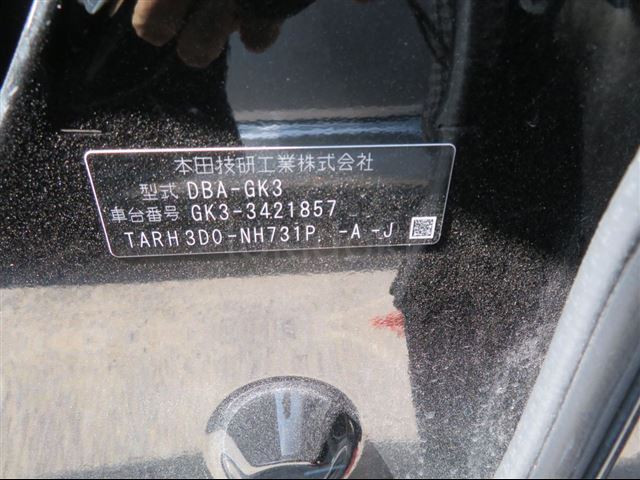 本田技研工業株式会社
型式 DBA-GK3
車台番号 GK3-3421857
TARH3D0-NH731P -A-J